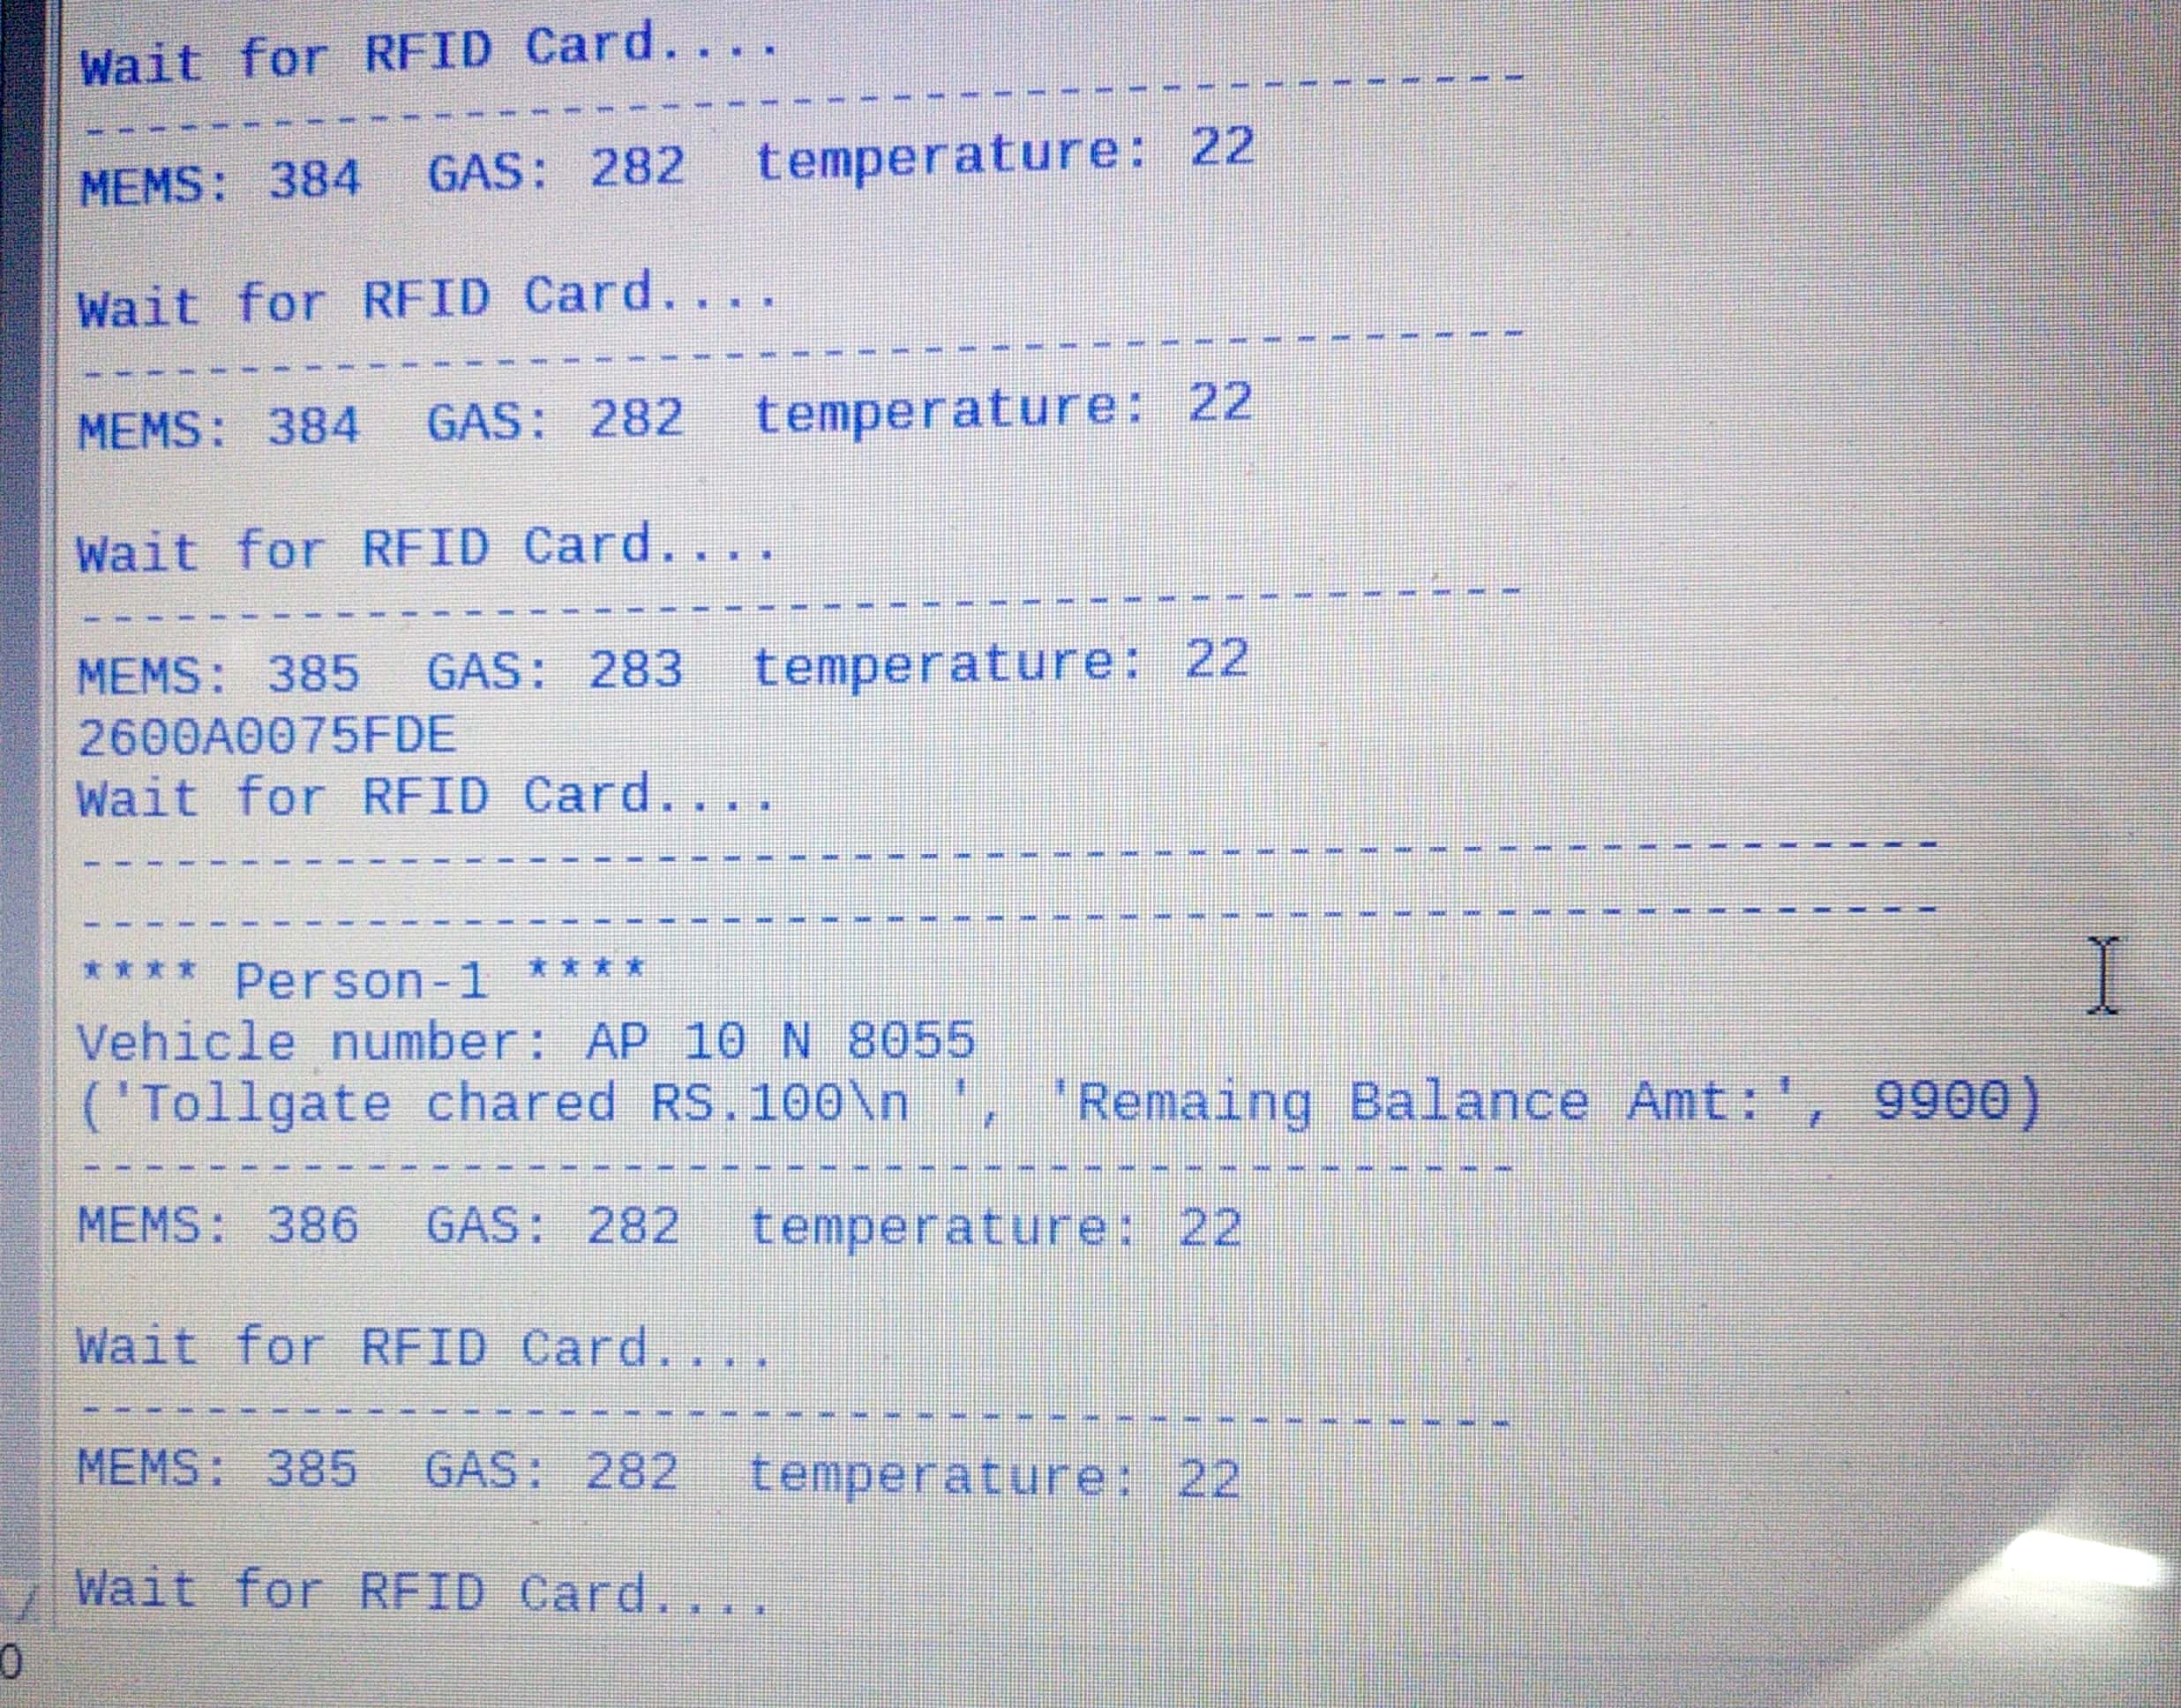 Wait for RFID Card....
-----------------------------------------------
MEMS: 384  GAS: 282  temperature: 22
Wait for RFID Card....
-----------------------------------------------
MEMS: 384  GAS: 282  temperature: 22
Wait for RFID Card....
-----------------------------------------------
MEMS: 385  GAS: 283  temperature: 22
2600A0075FDE
Wait for RFID Card....
------------------------------------------------------------
------------------------------------------------------------
**** Person-1 ****
Vehicle number: AP 10 N 8055
('Tollgate chared RS.100\n ', 'Remaing Balance Amt:', 9900)
-----------------------------------------------
MEMS: 386  GAS: 282  temperature: 22
Wait for RFID Card....
-----------------------------------------------
MEMS: 385  GAS: 282  temperature: 22
Wait for RFID Card....